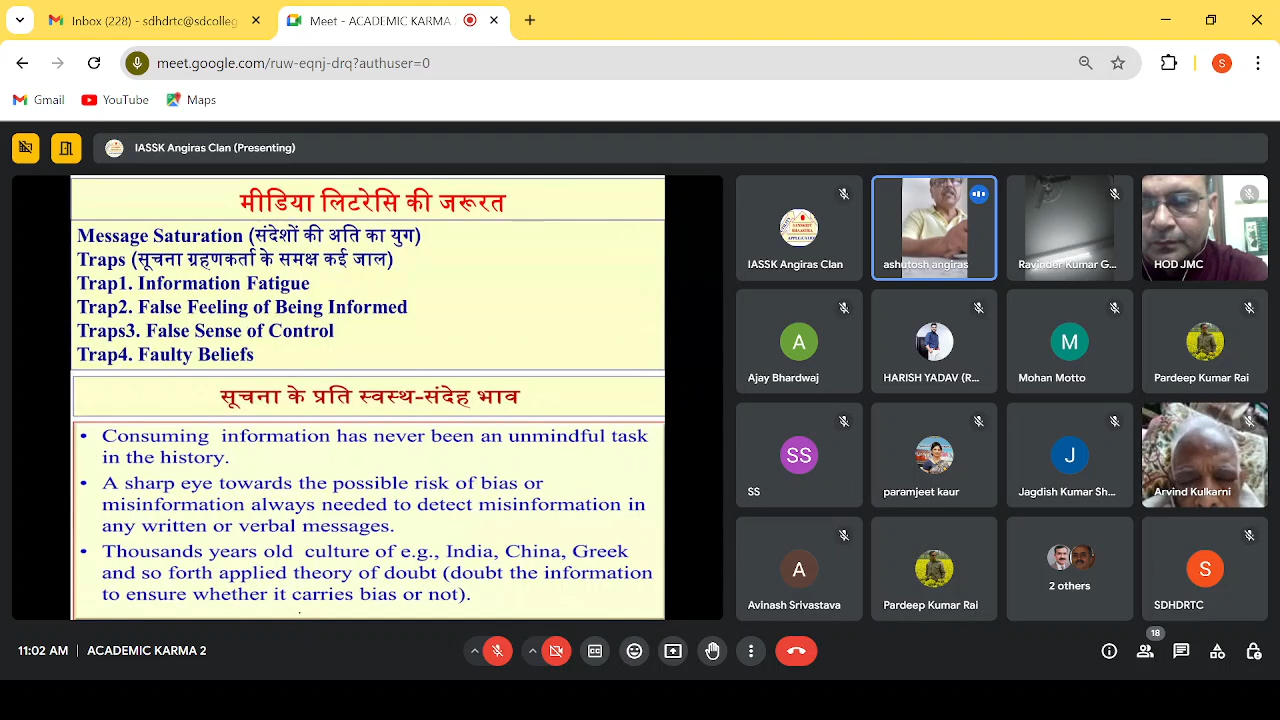 Inbox (228) - sdhdrtc@sdcolleg
Meet - ACADEMIC KARMA
meet.google.com/ruw-eqnj-drq?authuser=0
S
Gmail
YouTube
Maps
IASSK Angiras Clan (Presenting)
मीडिया लिटरेसि की जरूरत
Message Saturation (संदेशों की अति का युग)
Traps (सूचना ग्रहणकर्ता के समक्ष कई जाल)
Trap1. Information Fatigue
Trap2. False Feeling of Being Informed
Traps3. False Sense of Control
Trap4. Faulty Beliefs
सूचना के प्रति स्वस्थ-संदेह भाव
• Consuming information has never been an unmindful task
in the history.
• A sharp eye towards the possible risk of bias or
misinformation always needed to detect misinformation in
any written or verbal messages.
• Thousands years old culture of e.g., India, China, Greek
and so forth applied theory of doubt (doubt the information
to ensure whether it carries bias or not).
IASSK Angiras Clan
ashutosh angiras
Ravinder Kumar G...
HOD JMC
A
Ajay Bhardwaj
HARISH YADAV (R...
M
Mohan Motto
Pardeep Kumar Rai
SS
SS
paramjeet kaur
J
Jagdish Kumar Sh...
Arvind Kulkarni
A
Avinash Srivastava
Pardeep Kumar Rai
2 others
S
SDHDRTC
11:02 AM
ACADEMIC KARMA 2
18